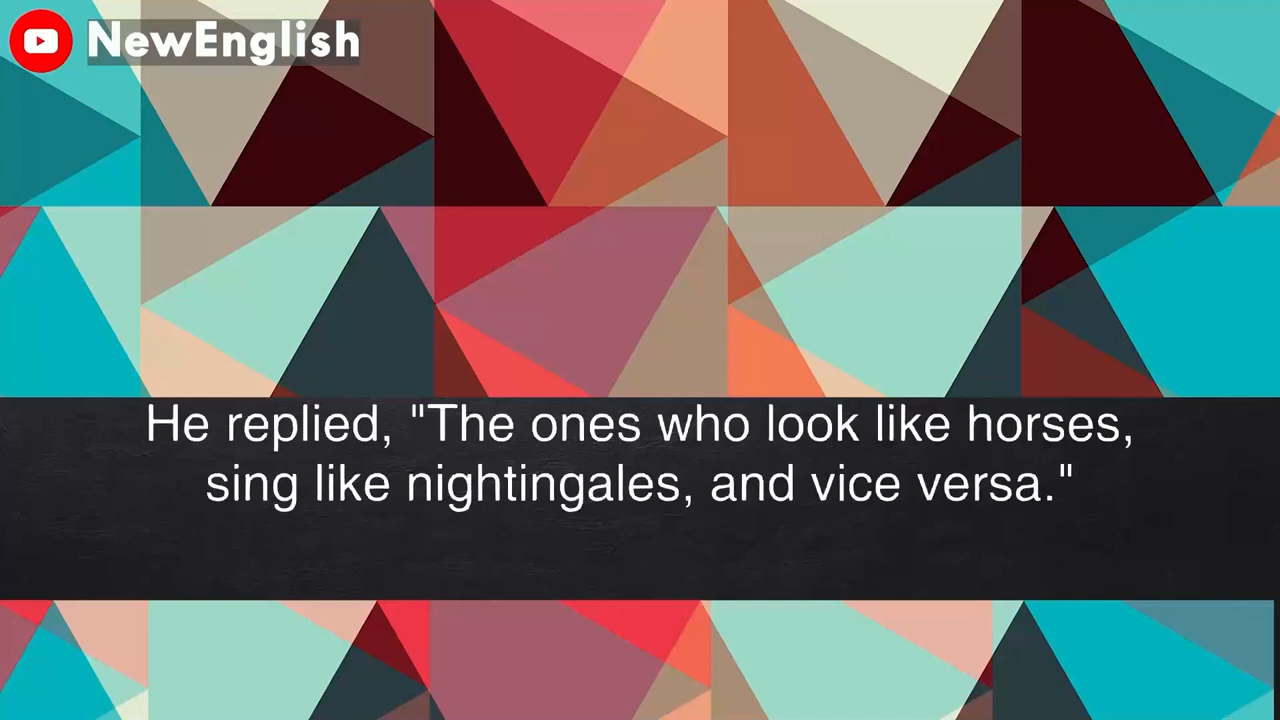 NewEnglish
He replied, "The ones who look like horses,
sing like nightingales, and vice versa."